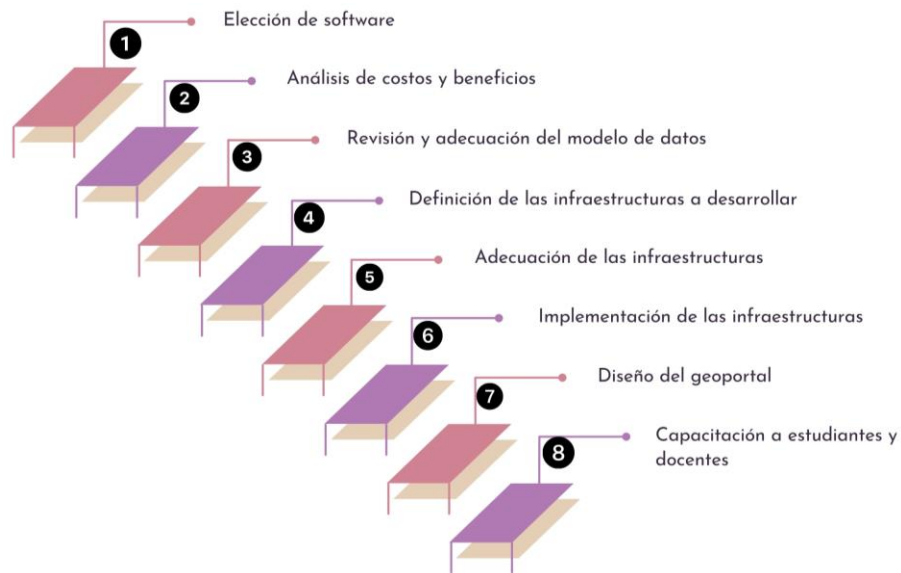 1
Elección de software
2
Análisis de costos y beneficios
3
Revisión y adecuación del modelo de datos
4
Definición de las infraestructuras a desarrollar
5
Adecuación de las infraestructuras
6
Implementación de las infraestructuras
7
Diseño del geoportal
8
Capacitación a estudiantes y
docentes